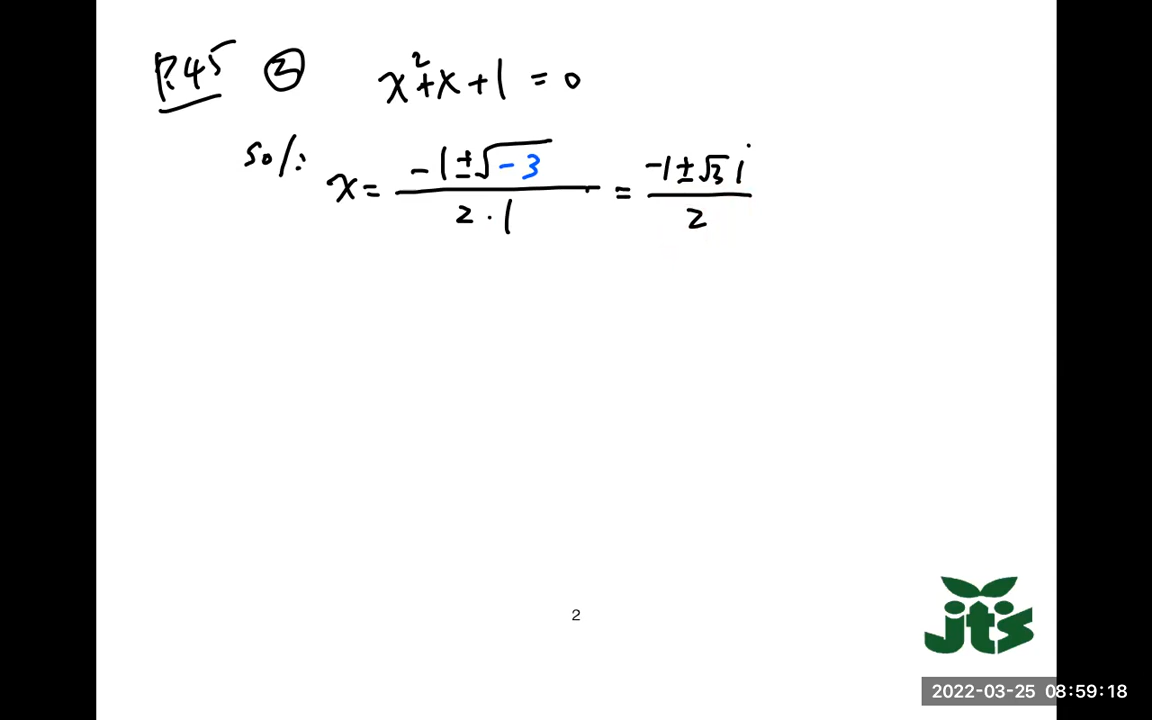 P.45 ② x²+x+1=0
sol: x = (-1±√-3)/(2·1) = (-1±√3 i)/2
2
jts
2022-03-25 08:59:18